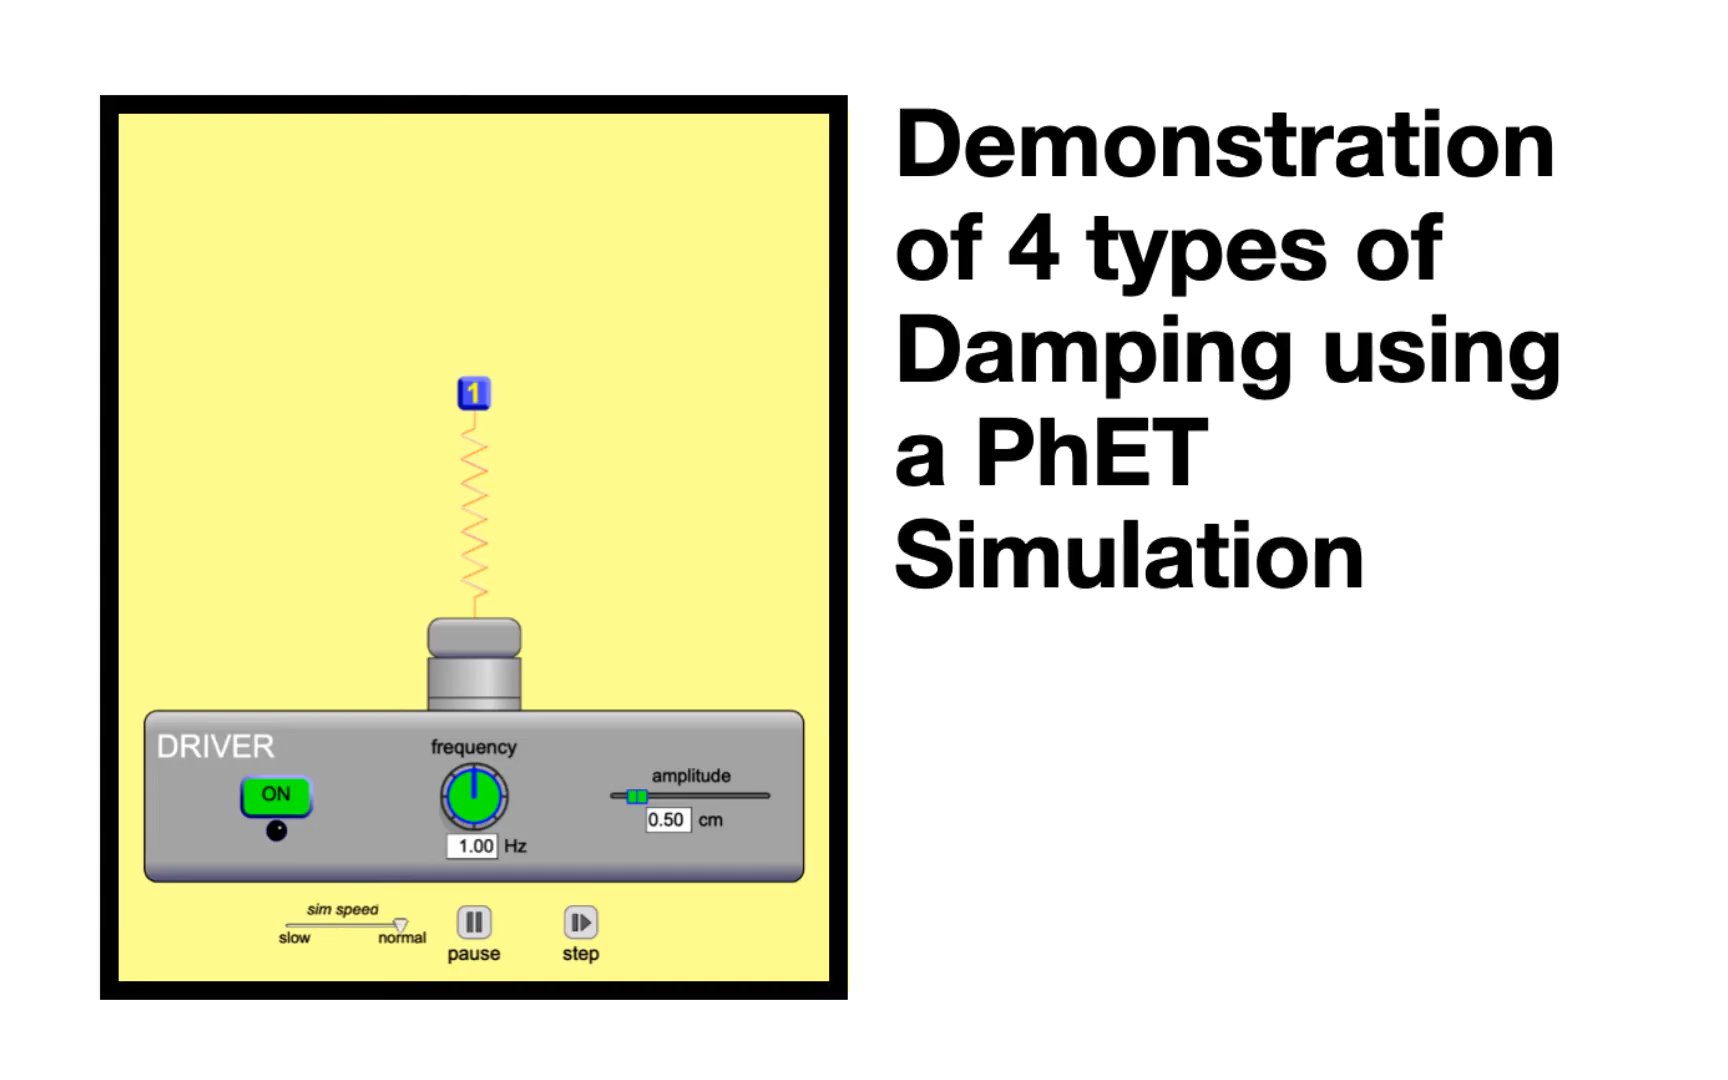 Demonstration
of 4 types of
Damping using
a PhET
Simulation
1
DRIVER
ON
frequency
1.00 Hz
amplitude
0.50 cm
sim speed
slow normal
pause
step